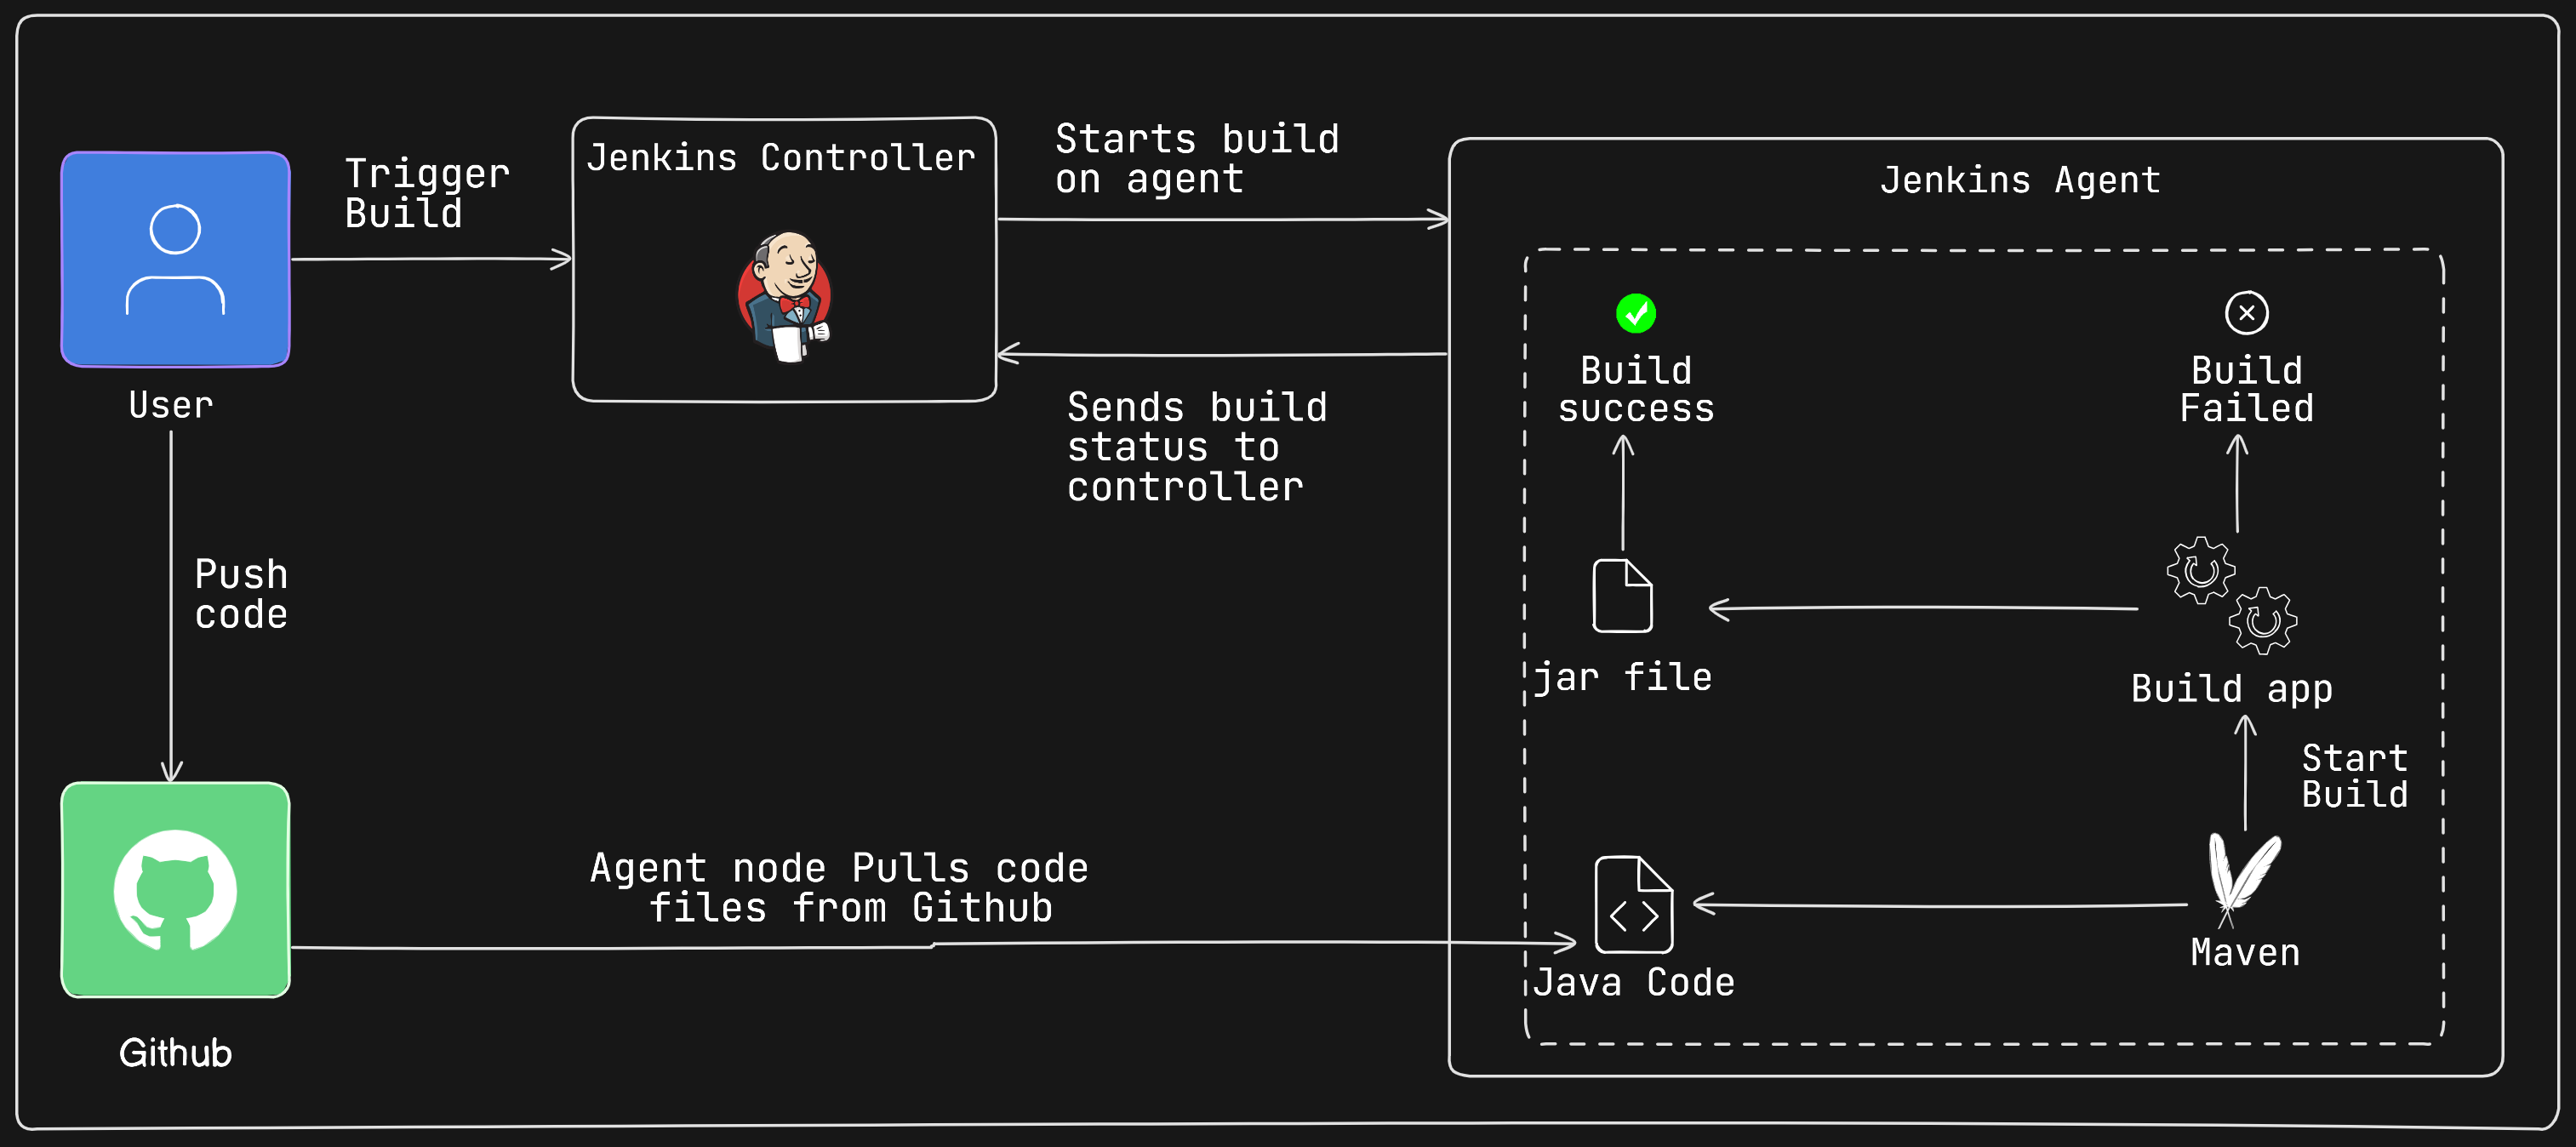 Trigger
Build
Jenkins Controller
Starts build
on agent
Jenkins Agent
User
Sends build
status to
controller
Build
success
Build
Failed
Push
code
jar file
Build app
Start
Build
Agent node Pulls code
files from Github
Java Code
Maven
Github